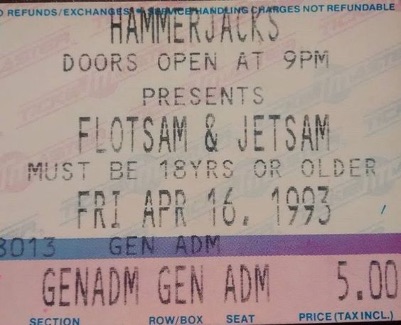 REFUNDS/EXCHANGES * SERVICE/HANDLING CHARGES NOT REFUNDABLE
HAMMERJACKS
DOORS OPEN AT 9PM
PRESENTS
FLOTSAM & JETSAM
MUST BE 18YRS OR OLDER
FRI APR 16, 1993
8013 GEN ADM
GENADM GEN ADM 5.00
SECTION ROW/BOX SEAT PRICE (TAX INCL.)